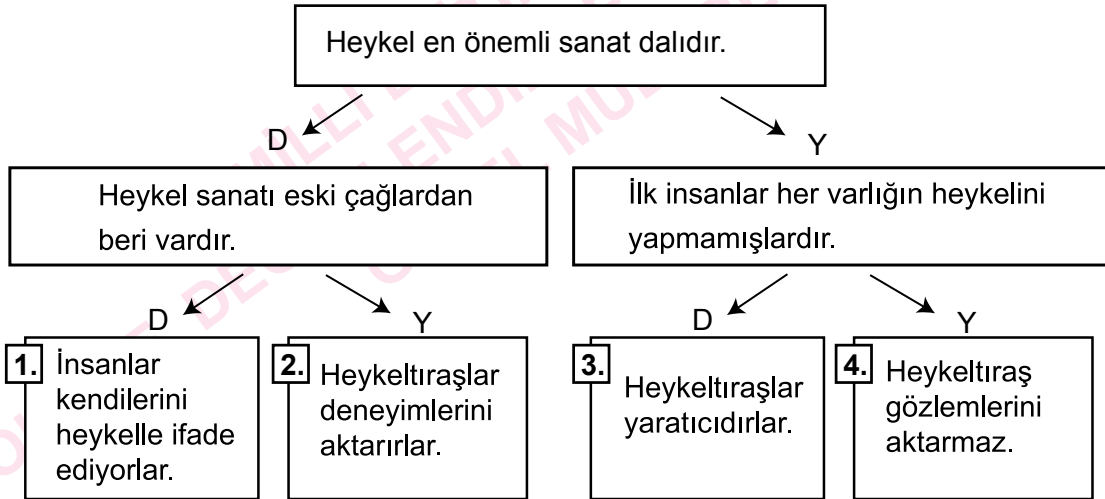 Heykel en önemli sanat dalıdır.
D
Y
Heykel sanatı eski çağlardan
beri vardır.
İlk insanlar her varlığın heykelini
yapmamışlardır.
D
Y
D
Y
1. İnsanlar
kendilerini
heykelle ifade
ediyorlar.
2. Heykeltıraşlar
deneyimlerini
aktarırlar.
3. Heykeltıraşlar
yaratıcıdırlar.
4. Heykeltıraş
gözlemlerini
aktarmaz.